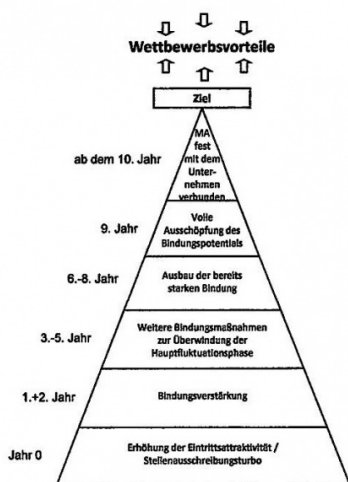 Wettbewerbsvorteile
Ziel
ab dem 10. Jahr
MA
fest
mit dem
Unter-
nehmen
verbunden
9. Jahr
Volle
Ausschöpfung des
Bindungspotentials
6.-8. Jahr
Ausbau der bereits
starken Bindung
3.-5. Jahr
Weitere Bindungsmaßnahmen
zur Überwindung der
Hauptfluktuationsphase
1.+2. Jahr
Bindungsverstärkung
Jahr 0
Erhöhung der Eintrittsattraktivität /
Stellenausschreibungsturbo